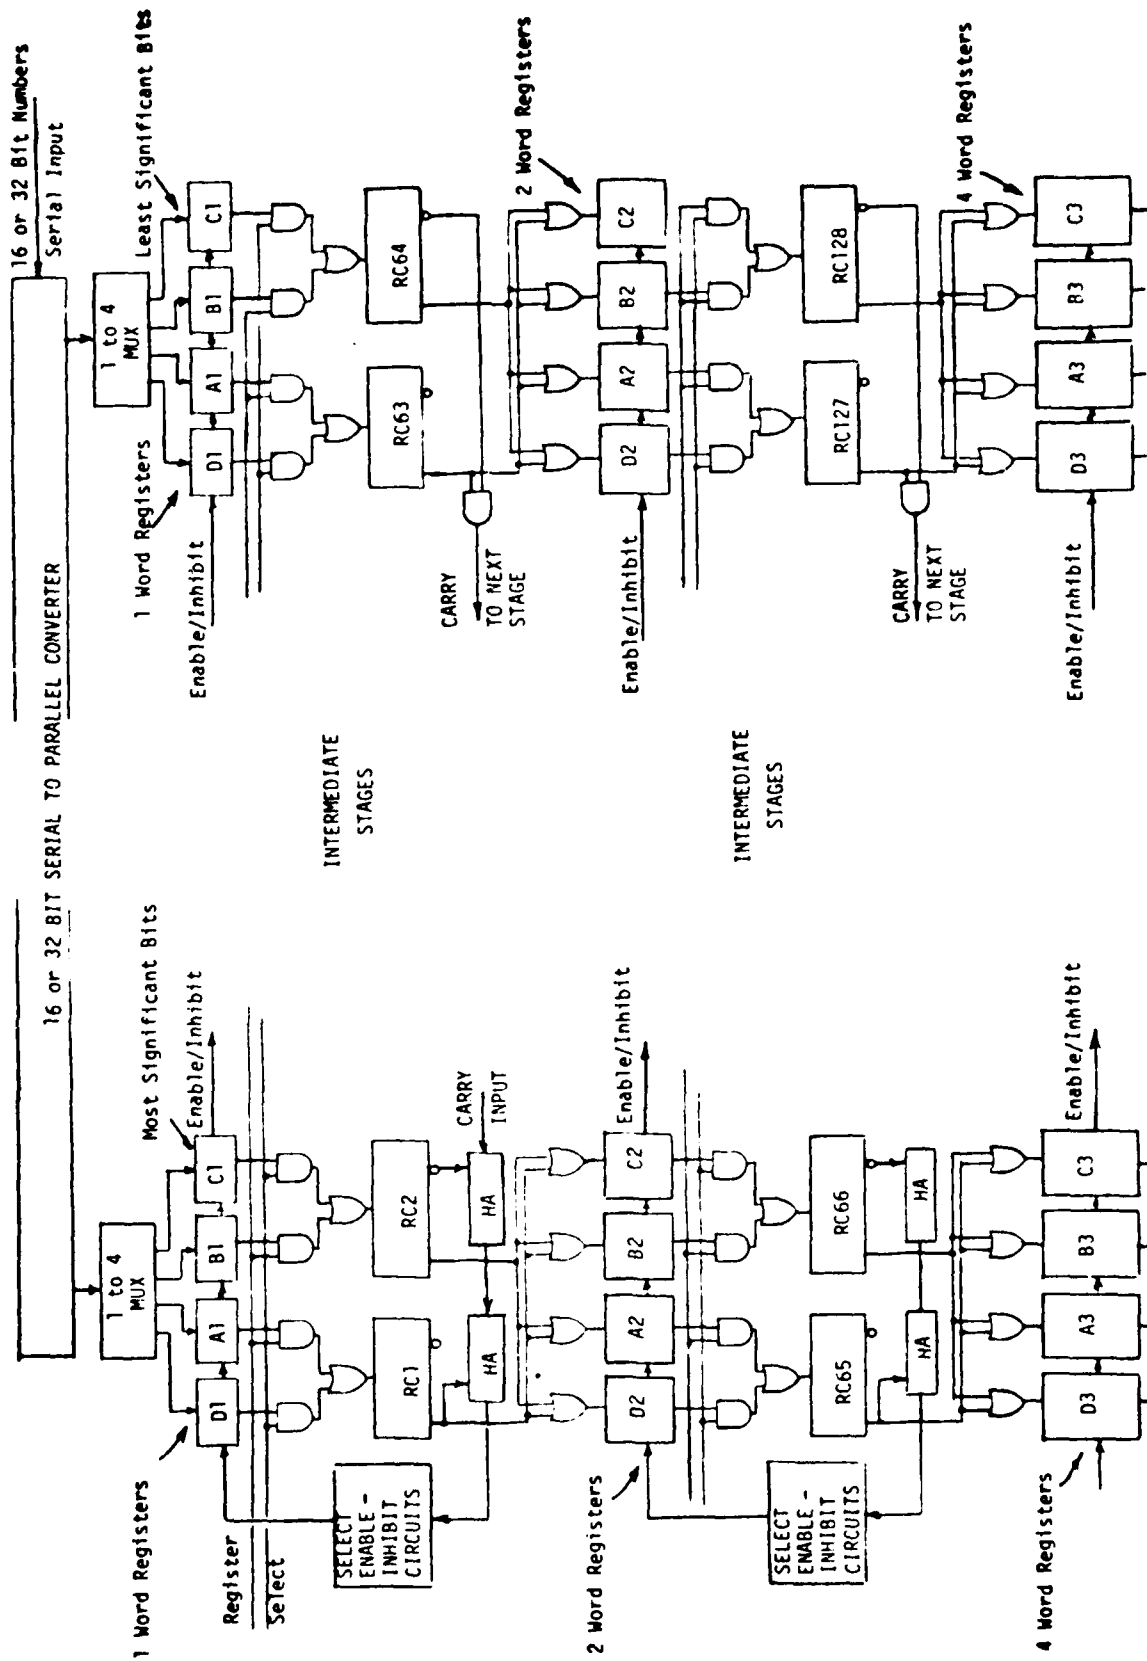 16 or 32 Bit Numbers
Serial Input
16 or 32 BIT SERIAL TO PARALLEL CONVERTER
1 to 4
MUX
1 to 4
MUX
1 Word Registers
Most Significant Bits
1 Word Registers
Least Significant Bits
D1
A1
B1
C1
Enable/Inhibit
Enable/Inhibit
D1
A1
B1
C1
Register
Select
RC1
RC2
INTERMEDIATE
STAGES
RC63
RC64
SELECT
ENABLE -
INHIBIT
CIRCUITS
HA
HA
CARRY
INPUT
CARRY
TO NEXT
STAGE
2 Word Registers
2 Word Registers
D2
A2
B2
C2
Enable/Inhibit
Enable/Inhibit
D2
A2
B2
C2
RC65
RC66
INTERMEDIATE
STAGES
RC127
RC128
SELECT
ENABLE -
INHIBIT
CIRCUITS
HA
HA
CARRY
TO NEXT
STAGE
4 Word Registers
4 Word Registers
D3
A3
B3
C3
Enable/Inhibit
Enable/Inhibit
D3
A3
B3
C3